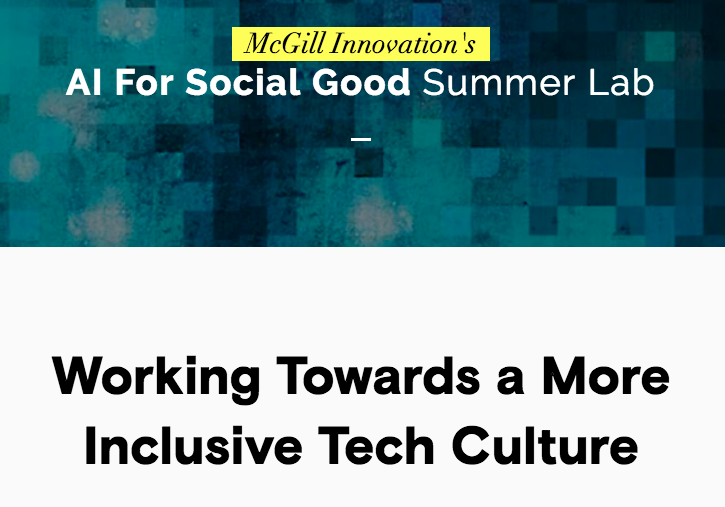 McGill Innovation's
AI For Social Good Summer Lab
Working Towards a More
Inclusive Tech Culture